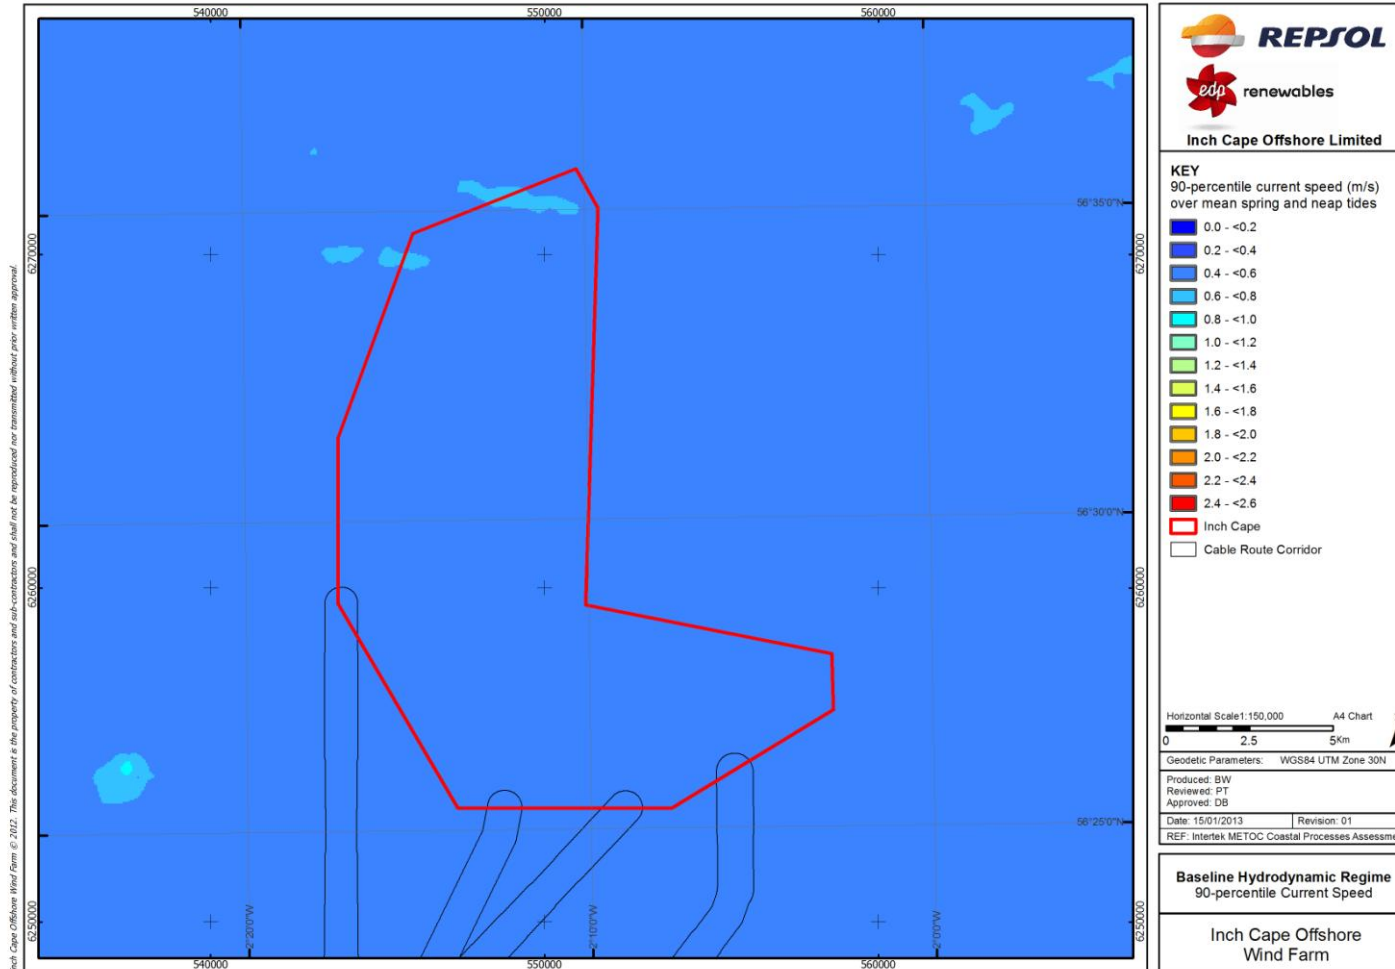 540000
550000
560000
6270000
6260000
6250000
6270000
6260000
6250000
56°35'0"N
56°30'0"N
56°25'0"N
2°20'0"W
2°10'0"W
2°0'0"W
540000
550000
560000
Inch Cape Offshore Wind Farm © 2012. This document is the property of contractors and sub-contractors and shall not be reproduced nor transmitted without prior written approval.
REPSOL
edp renewables
Inch Cape Offshore Limited
KEY
90-percentile current speed (m/s)
over mean spring and neap tides
0.0 - <0.2
0.2 - <0.4
0.4 - <0.6
0.6 - <0.8
0.8 - <1.0
1.0 - <1.2
1.2 - <1.4
1.4 - <1.6
1.6 - <1.8
1.8 - <2.0
2.0 - <2.2
2.2 - <2.4
2.4 - <2.6
Inch Cape
Cable Route Corridor
Horizontal Scale1:150,000 A4 Chart
0 2.5 5Km
Geodetic Parameters: WGS84 UTM Zone 30N
Produced: BW
Reviewed: PT
Approved: DB
Date: 15/01/2013 Revision: 01
REF: Intertek METOC Coastal Processes Assessme
Baseline Hydrodynamic Regime
90-percentile Current Speed
Inch Cape Offshore
Wind Farm